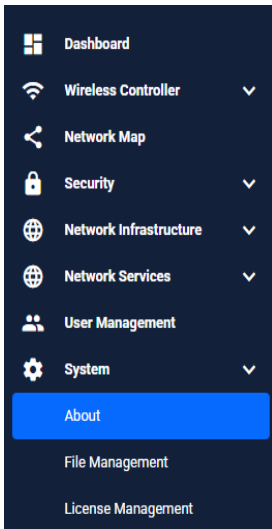 Dashboard
Wireless Controller
Network Map
Security
Network Infrastructure
Network Services
User Management
System
About
File Management
License Management